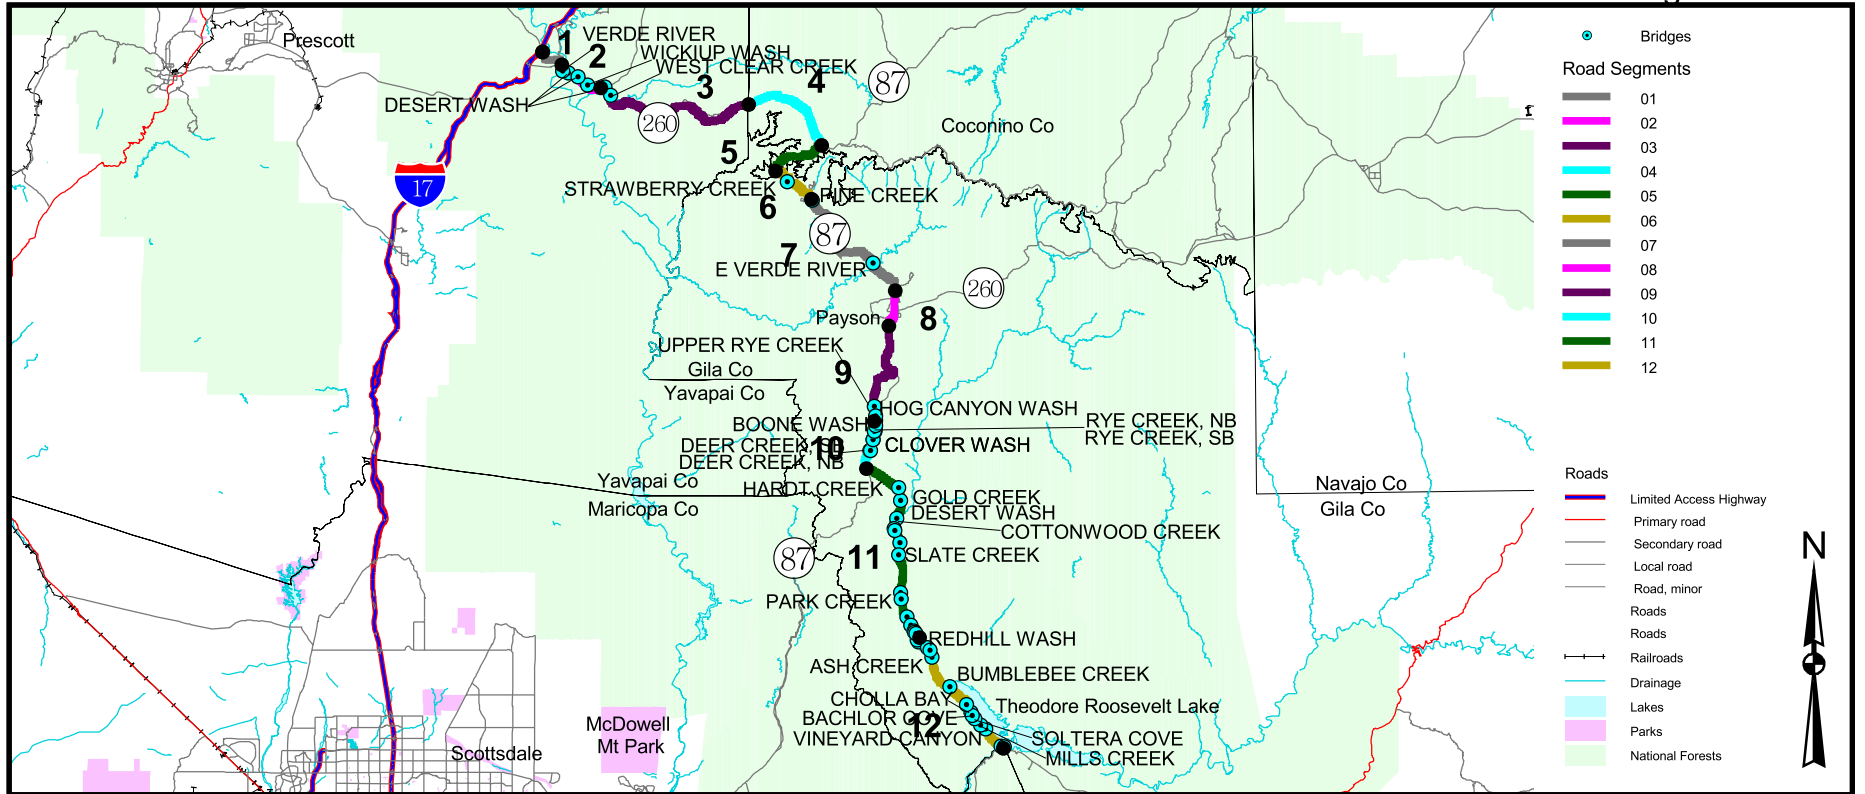 Prescott
1
VERDE RIVER
2
WICKIUP WASH
WEST CLEAR CREEK
3
4
87
DESERT WASH
260
Coconino Co
17
5
STRAWBERRY CREEK
PINE CREEK
6
87
7
E VERDE RIVER
260
Payson
8
UPPER RYE CREEK
Gila Co
Yavapai Co
9
HOG CANYON WASH
BOONE WASH
RYE CREEK, NB
RYE CREEK, SB
DEER CREEK, SB
10
CLOVER WASH
DEER CREEK, NB
Yavapai Co
Maricopa Co
HARDT CREEK
GOLD CREEK
DESERT WASH
COTTONWOOD CREEK
Navajo Co
Gila Co
87
11
SLATE CREEK
PARK CREEK
REDHILL WASH
ASH CREEK
BUMBLEBEE CREEK
CHOLLA BAY
Theodore Roosevelt Lake
BACHLOR COVE
12
VINEYARD CANYON
SOLTERA COVE
MILLS CREEK
McDowell
Mt Park
Scottsdale
Bridges
Road Segments
01
02
03
04
05
06
07
08
09
10
11
12
Roads
Limited Access Highway
Primary road
Secondary road
Local road
Road, minor
Roads
Roads
Railroads
Drainage
Lakes
Parks
National Forests
N